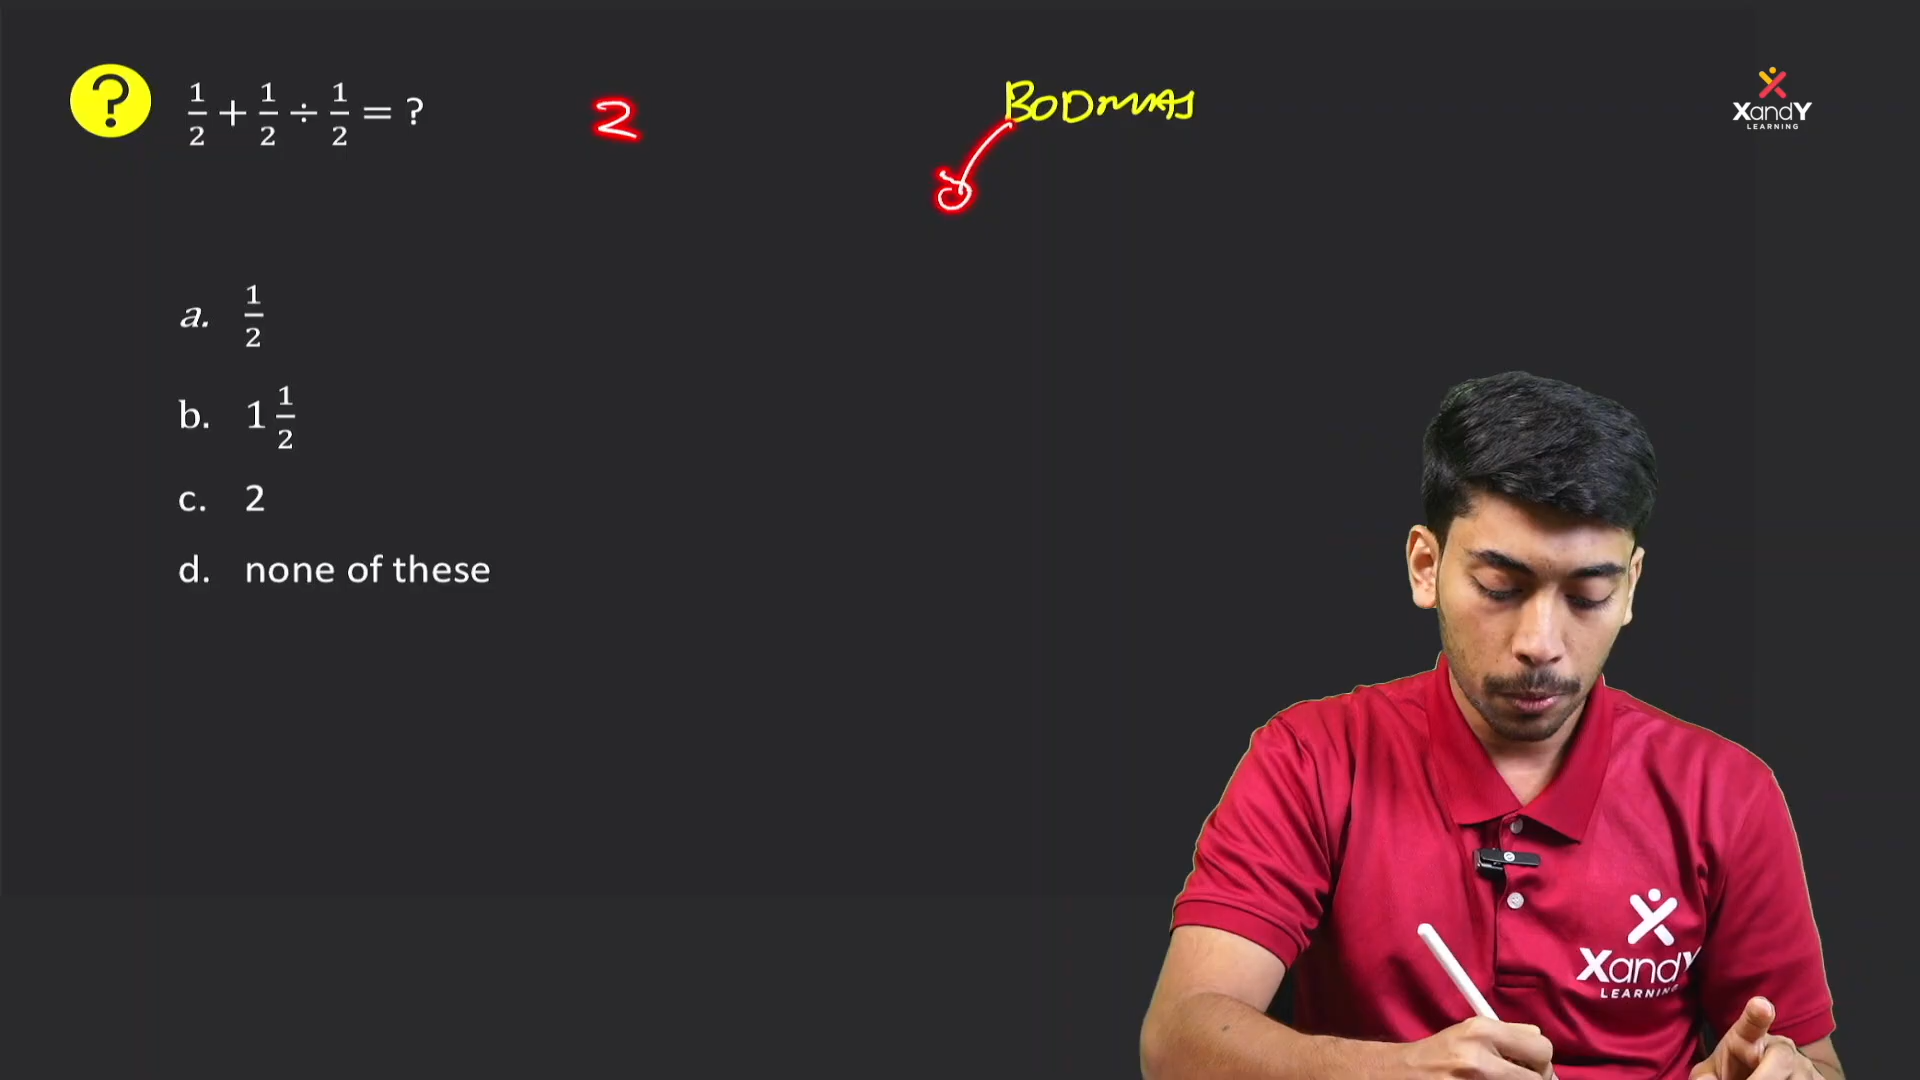 ? 1/2 + 1/2 ÷ 1/2 = ? 2 BODMAS
XandY
LEARNING
a. 1/2
b. 1 1/2
c. 2
d. none of these
XandY
LEARNING